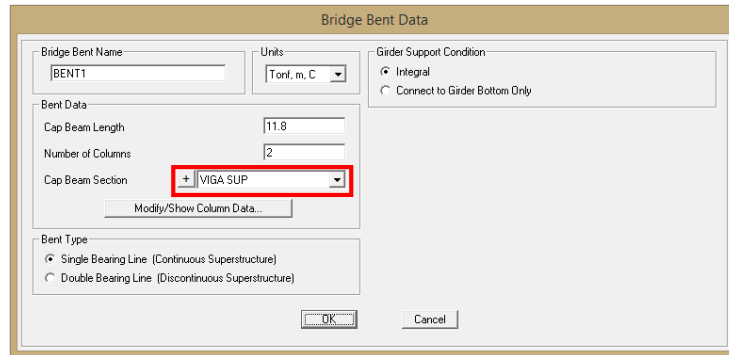 Bridge Bent Data
Bridge Bent Name
BENT1
Units
Tonf, m, C
Girder Support Condition
Integral
Connect to Girder Bottom Only
Bent Data
Cap Beam Length 11.8
Number of Columns 2
Cap Beam Section + VIGA SUP
Modify/Show Column Data...
Bent Type
Single Bearing Line (Continuous Superstructure)
Double Bearing Line (Discontinuous Superstructure)
OK Cancel